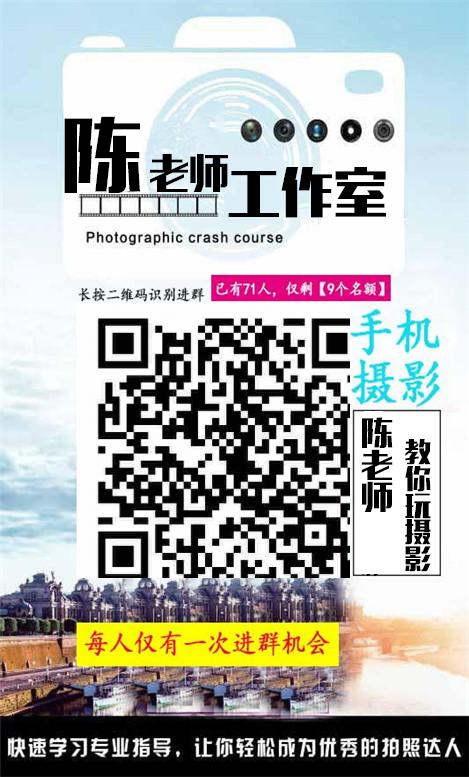 陈老师工作室
Photographic crash course
长按二维码识别进群
已有71人，仅剩【9个名额】
手机
摄影
陈老师
教你玩摄影
每人仅有一次进群机会
快速学习专业指导，让你轻松成为优秀的拍照达人